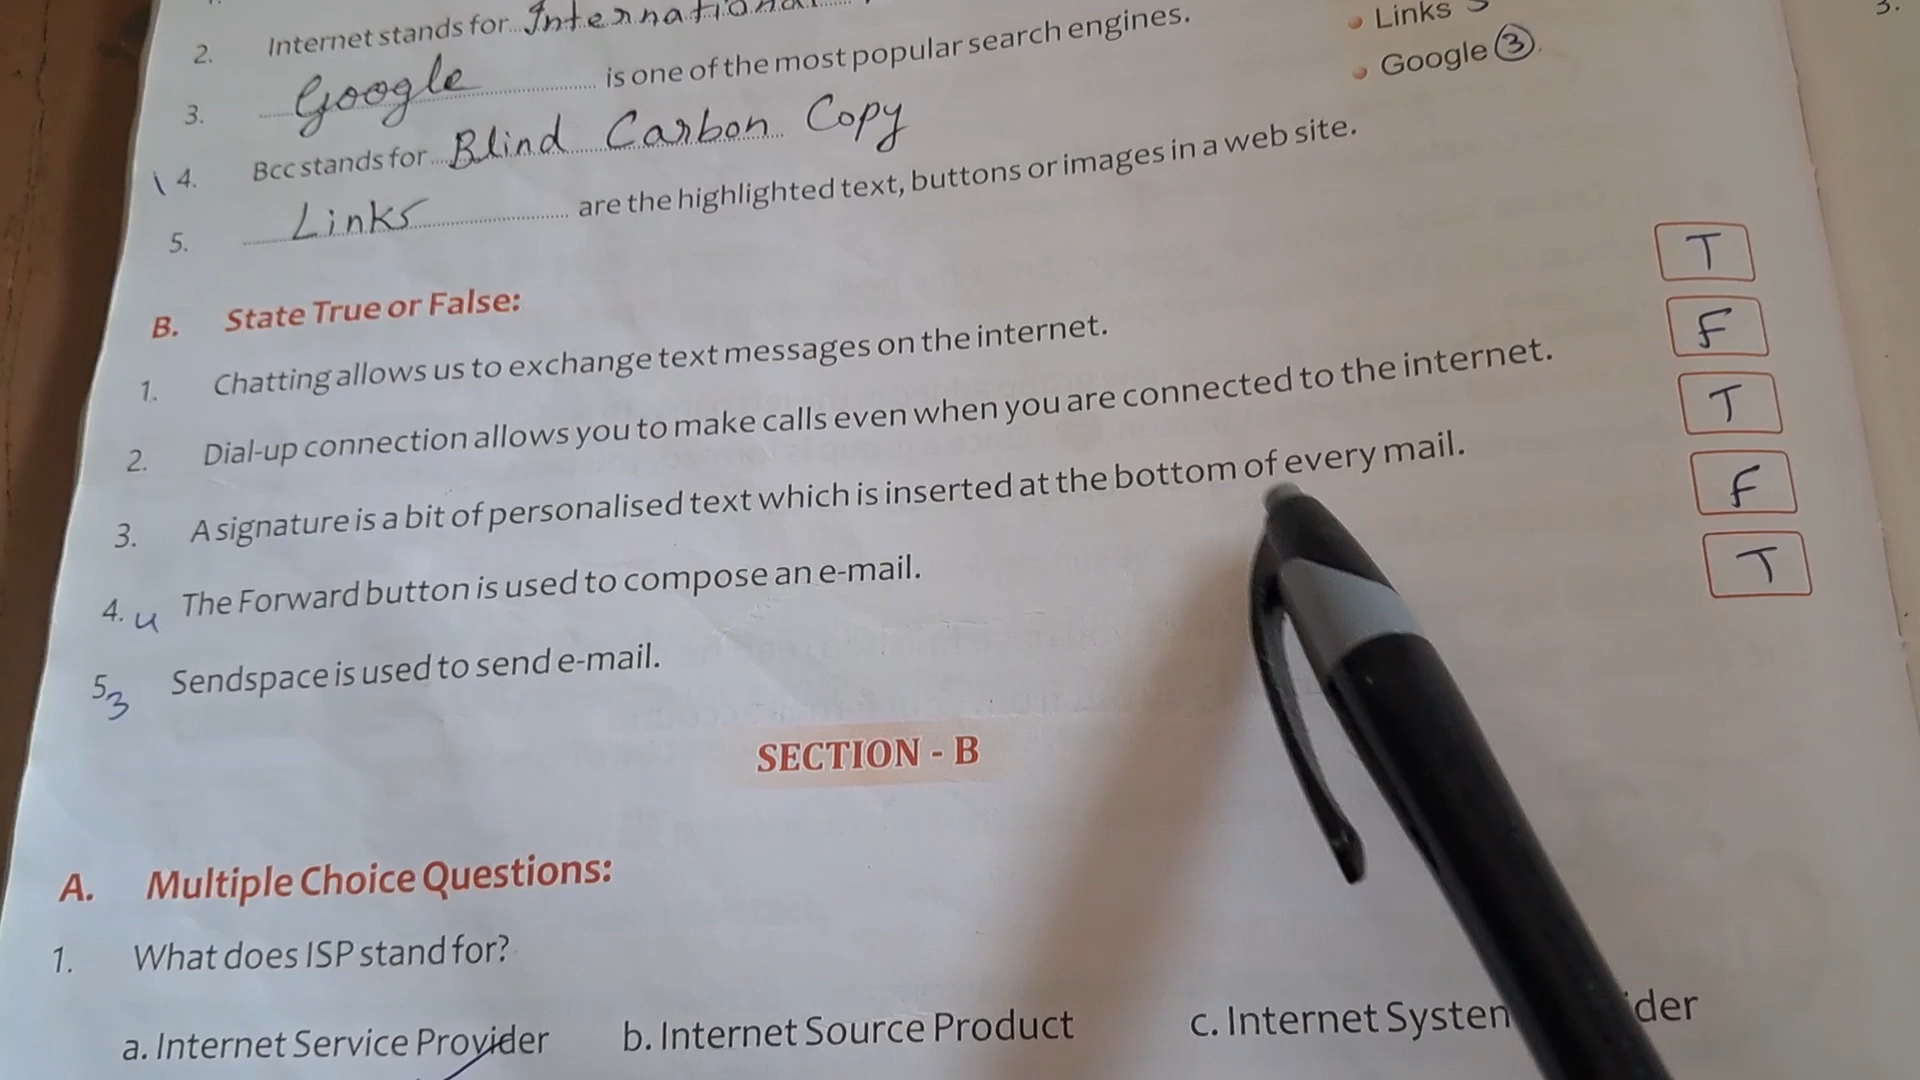 2. Internet stands for International
• Links
3. Google is one of the most popular search engines.
• Google 3
4. Bcc stands for Blind Carbon Copy
5. Links are the highlighted text, buttons or images in a web site.
B. State True or False:
1. Chatting allows us to exchange text messages on the internet. T
2. Dial-up connection allows you to make calls even when you are connected to the internet. F
3. A signature is a bit of personalised text which is inserted at the bottom of every mail. T
4. 4 The Forward button is used to compose an e-mail. F
5. 3 Sendspace is used to send e-mail. T
SECTION - B
A. Multiple Choice Questions:
1. What does ISP stand for?
a. Internet Service Provider b. Internet Source Product c. Internet System
3.